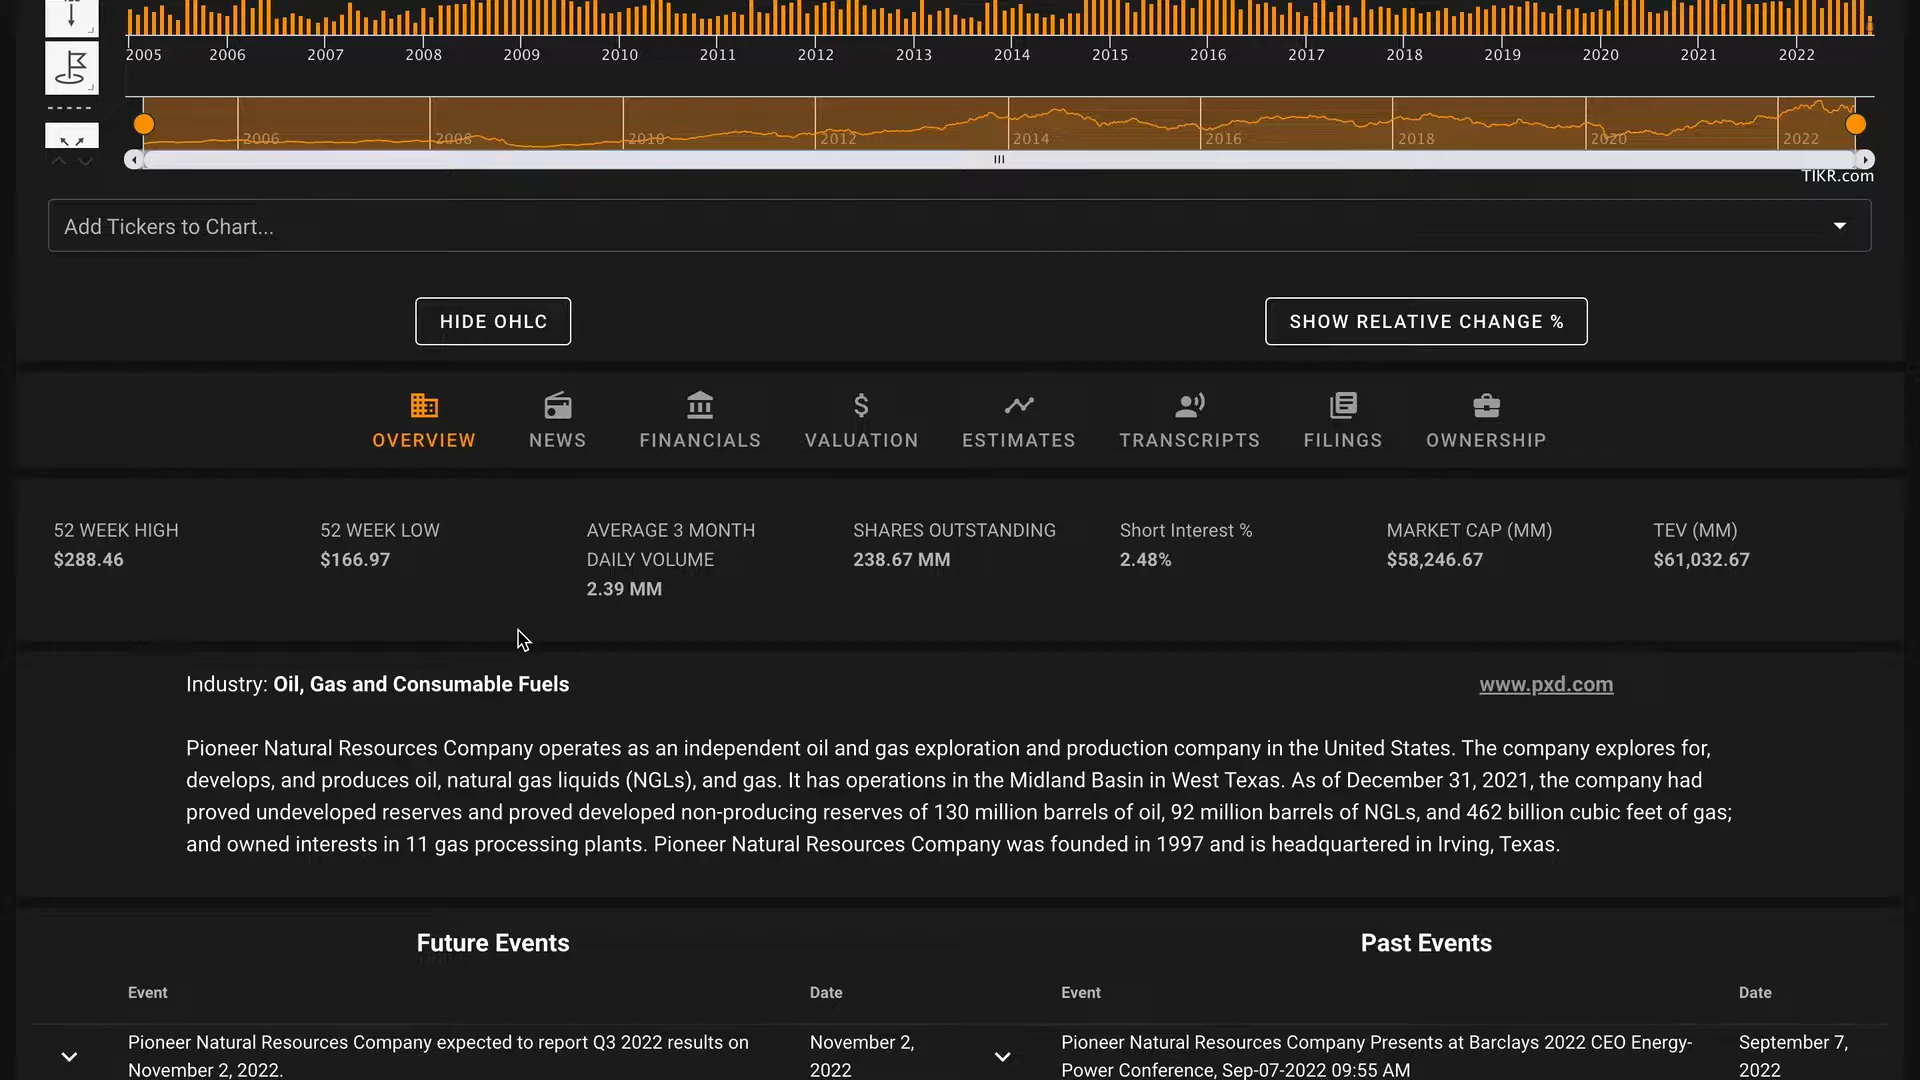 2005 2006 2007 2008 2009 2010 2011 2012 2013 2014 2015 2016 2017 2018 2019 2020 2021 2022
2006 2008 2010 2012 2014 2016 2018 2020 2022
TIKR.com
Add Tickers to Chart...
HIDE OHLC SHOW RELATIVE CHANGE %
OVERVIEW NEWS FINANCIALS VALUATION ESTIMATES TRANSCRIPTS FILINGS OWNERSHIP
52 WEEK HIGH
$288.46
52 WEEK LOW
$166.97
AVERAGE 3 MONTH
DAILY VOLUME
2.39 MM
SHARES OUTSTANDING
238.67 MM
Short Interest %
2.48%
MARKET CAP (MM)
$58,246.67
TEV (MM)
$61,032.67
Industry: Oil, Gas and Consumable Fuels
www.pxd.com
Pioneer Natural Resources Company operates as an independent oil and gas exploration and production company in the United States. The company explores for,
develops, and produces oil, natural gas liquids (NGLs), and gas. It has operations in the Midland Basin in West Texas. As of December 31, 2021, the company had
proved undeveloped reserves and proved developed non-producing reserves of 130 million barrels of oil, 92 million barrels of NGLs, and 462 billion cubic feet of gas;
and owned interests in 11 gas processing plants. Pioneer Natural Resources Company was founded in 1997 and is headquartered in Irving, Texas.
Future Events
Event Date
Pioneer Natural Resources Company expected to report Q3 2022 results on
November 2, 2022.
November 2,
2022
Past Events
Event Date
Pioneer Natural Resources Company Presents at Barclays 2022 CEO Energy-
Power Conference, Sep-07-2022 09:55 AM
September 7,
2022